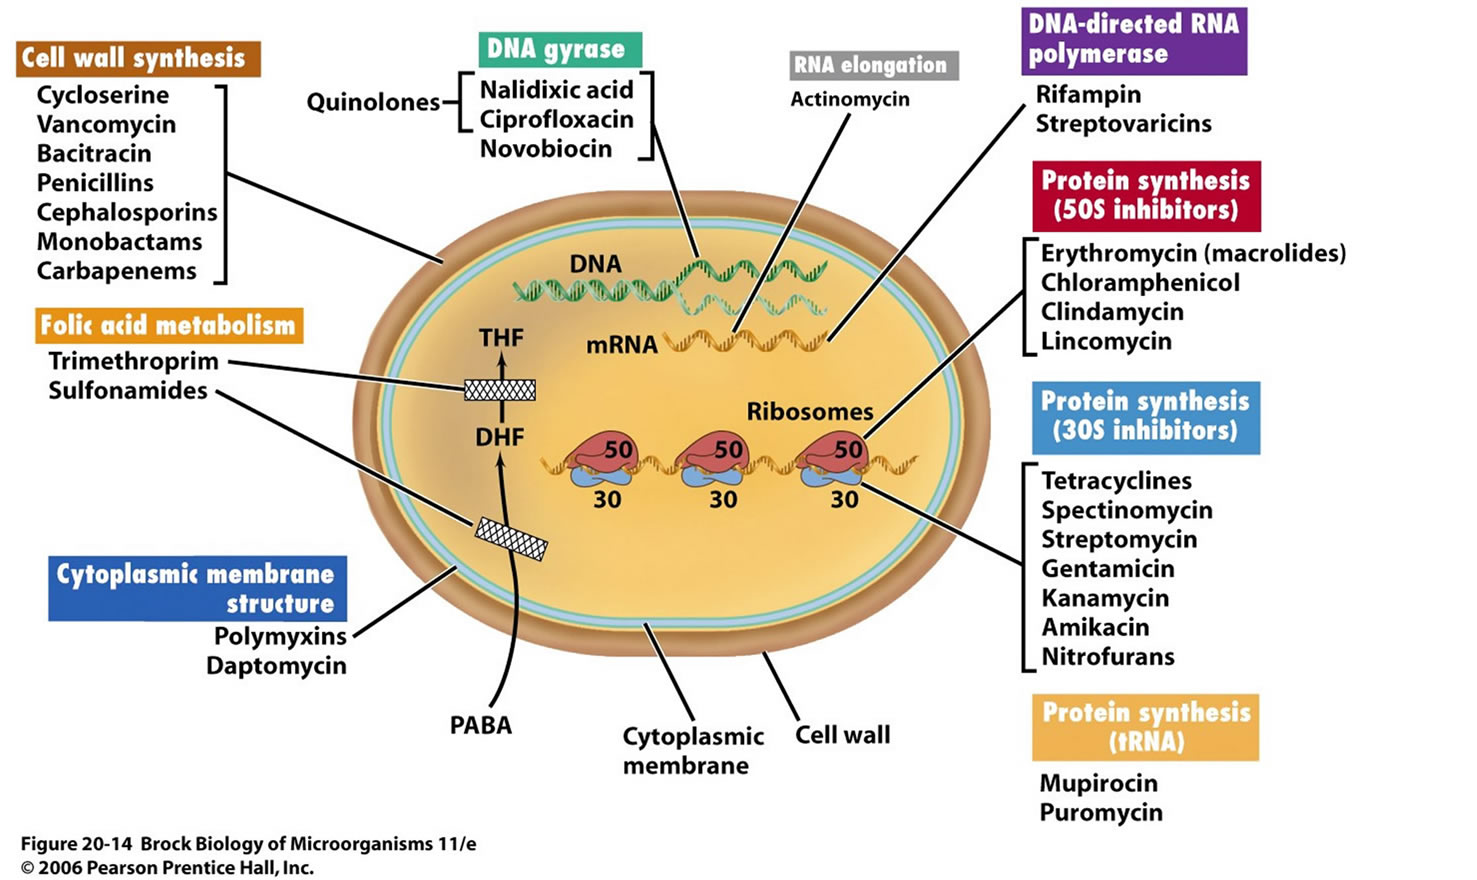 Cell wall synthesis
Cycloserine
Vancomycin
Bacitracin
Penicillins
Cephalosporins
Monobactams
Carbapenems
Quinolones
DNA gyrase
Nalidixic acid
Ciprofloxacin
Novobiocin
RNA elongation
Actinomycin
DNA-directed RNA
polymerase
Rifampin
Streptovaricins
Protein synthesis
(50S inhibitors)
Erythromycin (macrolides)
Chloramphenicol
Clindamycin
Lincomycin
Folic acid metabolism
Trimethroprim
Sulfonamides
DNA
THF
mRNA
DHF
Ribosomes
50
50
50
30
30
30
Protein synthesis
(30S inhibitors)
Tetracyclines
Spectinomycin
Streptomycin
Gentamicin
Kanamycin
Amikacin
Nitrofurans
Cytoplasmic membrane
structure
Polymyxins
Daptomycin
PABA
Cytoplasmic
membrane
Cell wall
Protein synthesis
(tRNA)
Mupirocin
Puromycin
Figure 20-14 Brock Biology of Microorganisms 11/e
© 2006 Pearson Prentice Hall, Inc.